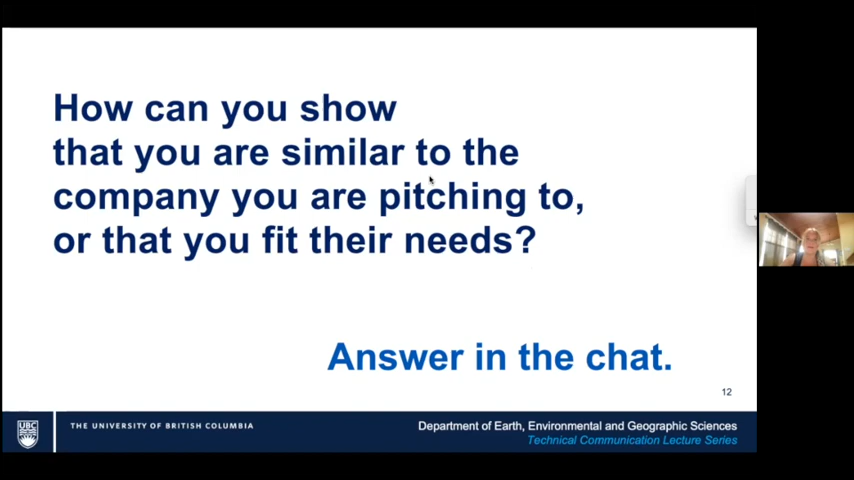 How can you show
that you are similar to the
company you are pitching to,
or that you fit their needs?
Answer in the chat.
12
UBC
THE UNIVERSITY OF BRITISH COLUMBIA
Department of Earth, Environmental and Geographic Sciences
Technical Communication Lecture Series